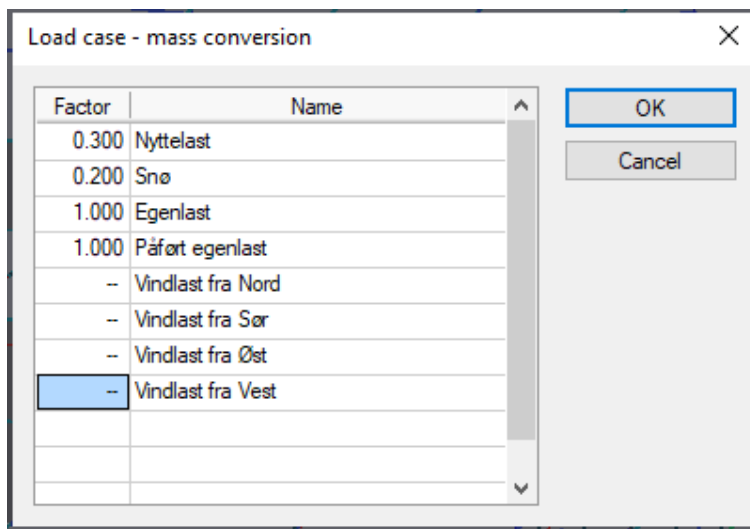 Load case - mass conversion
Factor Name
0.300 Nyttelast
0.200 Snø
1.000 Egenlast
1.000 Påført egenlast
-- Vindlast fra Nord
-- Vindlast fra Sør
-- Vindlast fra Øst
-- Vindlast fra Vest
OK
Cancel